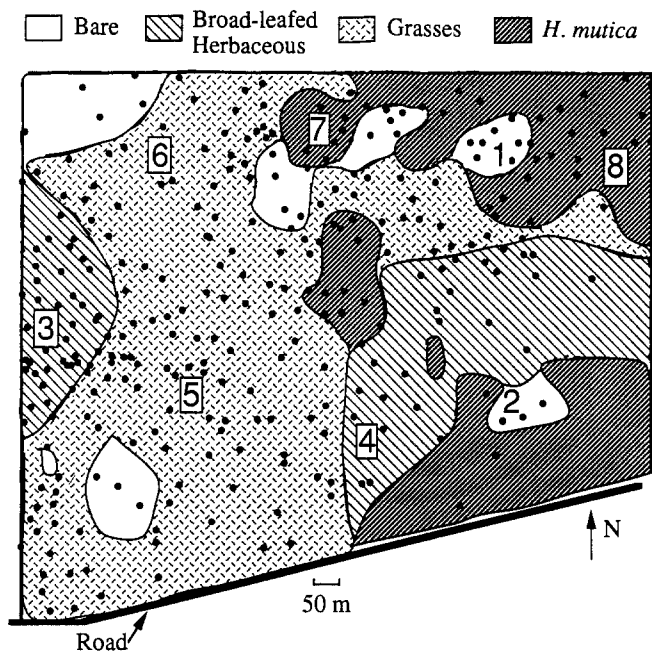 Bare
Broad-leafed
Herbaceous
Grasses
H. mutica
7
1
6
8
3
5
2
4
N
50 m
Road